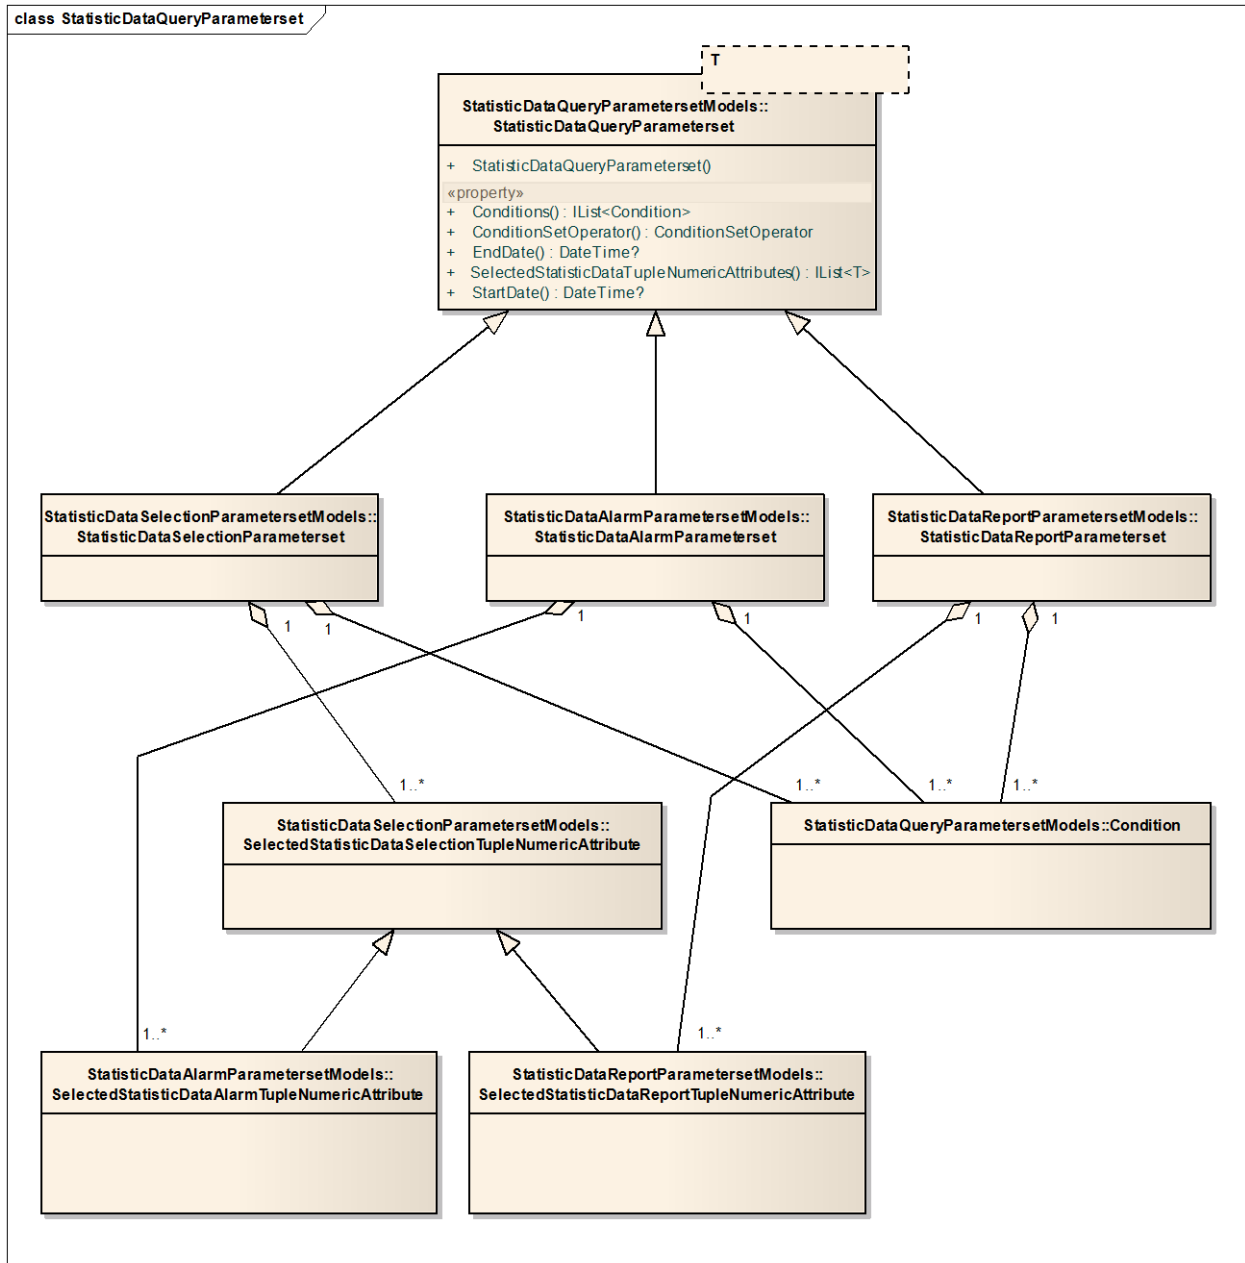 class StatisticDataQueryParameterset
T
StatisticDataQueryParametersetModels::
StatisticDataQueryParameterset
+ StatisticDataQueryParameterset()
«property»
+ Conditions() : IList<Condition>
+ ConditionSetOperator() : ConditionSetOperator
+ EndDate() : DateTime?
+ SelectedStatisticDataTupleNumericAttributes() : IList<T>
+ StartDate() : DateTime?
StatisticDataSelectionParametersetModels::
StatisticDataSelectionParameterset
StatisticDataAlarmParametersetModels::
StatisticDataAlarmParameterset
StatisticDataReportParametersetModels::
StatisticDataReportParameterset
1
1
1
1
1
1
1..*
1..*
1..*
1..*
StatisticDataSelectionParametersetModels::
SelectedStatisticDataSelectionTupleNumericAttribute
StatisticDataQueryParametersetModels::Condition
1..*
1..*
StatisticDataAlarmParametersetModels::
SelectedStatisticDataAlarmTupleNumericAttribute
StatisticDataReportParametersetModels::
SelectedStatisticDataReportTupleNumericAttribute